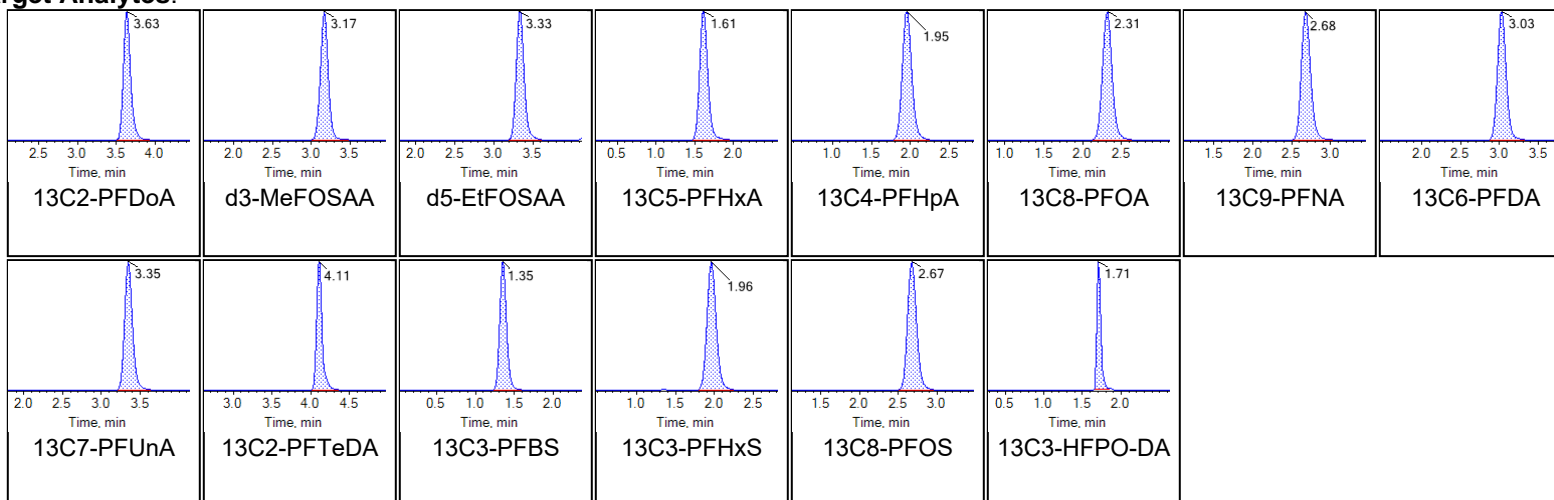 rget Analytes:
3.63 3.17 3.33 1.61 1.95 2.31 2.68 3.03
2.5 3.0 3.5 4.0 2.0 2.5 3.0 3.5 2.0 2.5 3.0 3.5 0.5 1.0 1.5 2.0 1.0 1.5 2.0 2.5 1.0 1.5 2.0 2.5 1.5 2.0 2.5 3.0 2.0 2.5 3.0 3.5
Time, min Time, min Time, min Time, min Time, min Time, min Time, min Time, min
13C2-PFDoA d3-MeFOSAA d5-EtFOSAA 13C5-PFHxA 13C4-PFHpA 13C8-PFOA 13C9-PFNA 13C6-PFDA
3.35 4.11 1.35 1.96 2.67 1.71
2.0 2.5 3.0 3.5 3.0 3.5 4.0 4.5 0.5 1.0 1.5 2.0 1.0 1.5 2.0 2.5 1.5 2.0 2.5 3.0 0.5 1.0 1.5 2.0
Time, min Time, min Time, min Time, min Time, min Time, min
13C7-PFUnA 13C2-PFTeDA 13C3-PFBS 13C3-PFHxS 13C8-PFOS 13C3-HFPO-DA